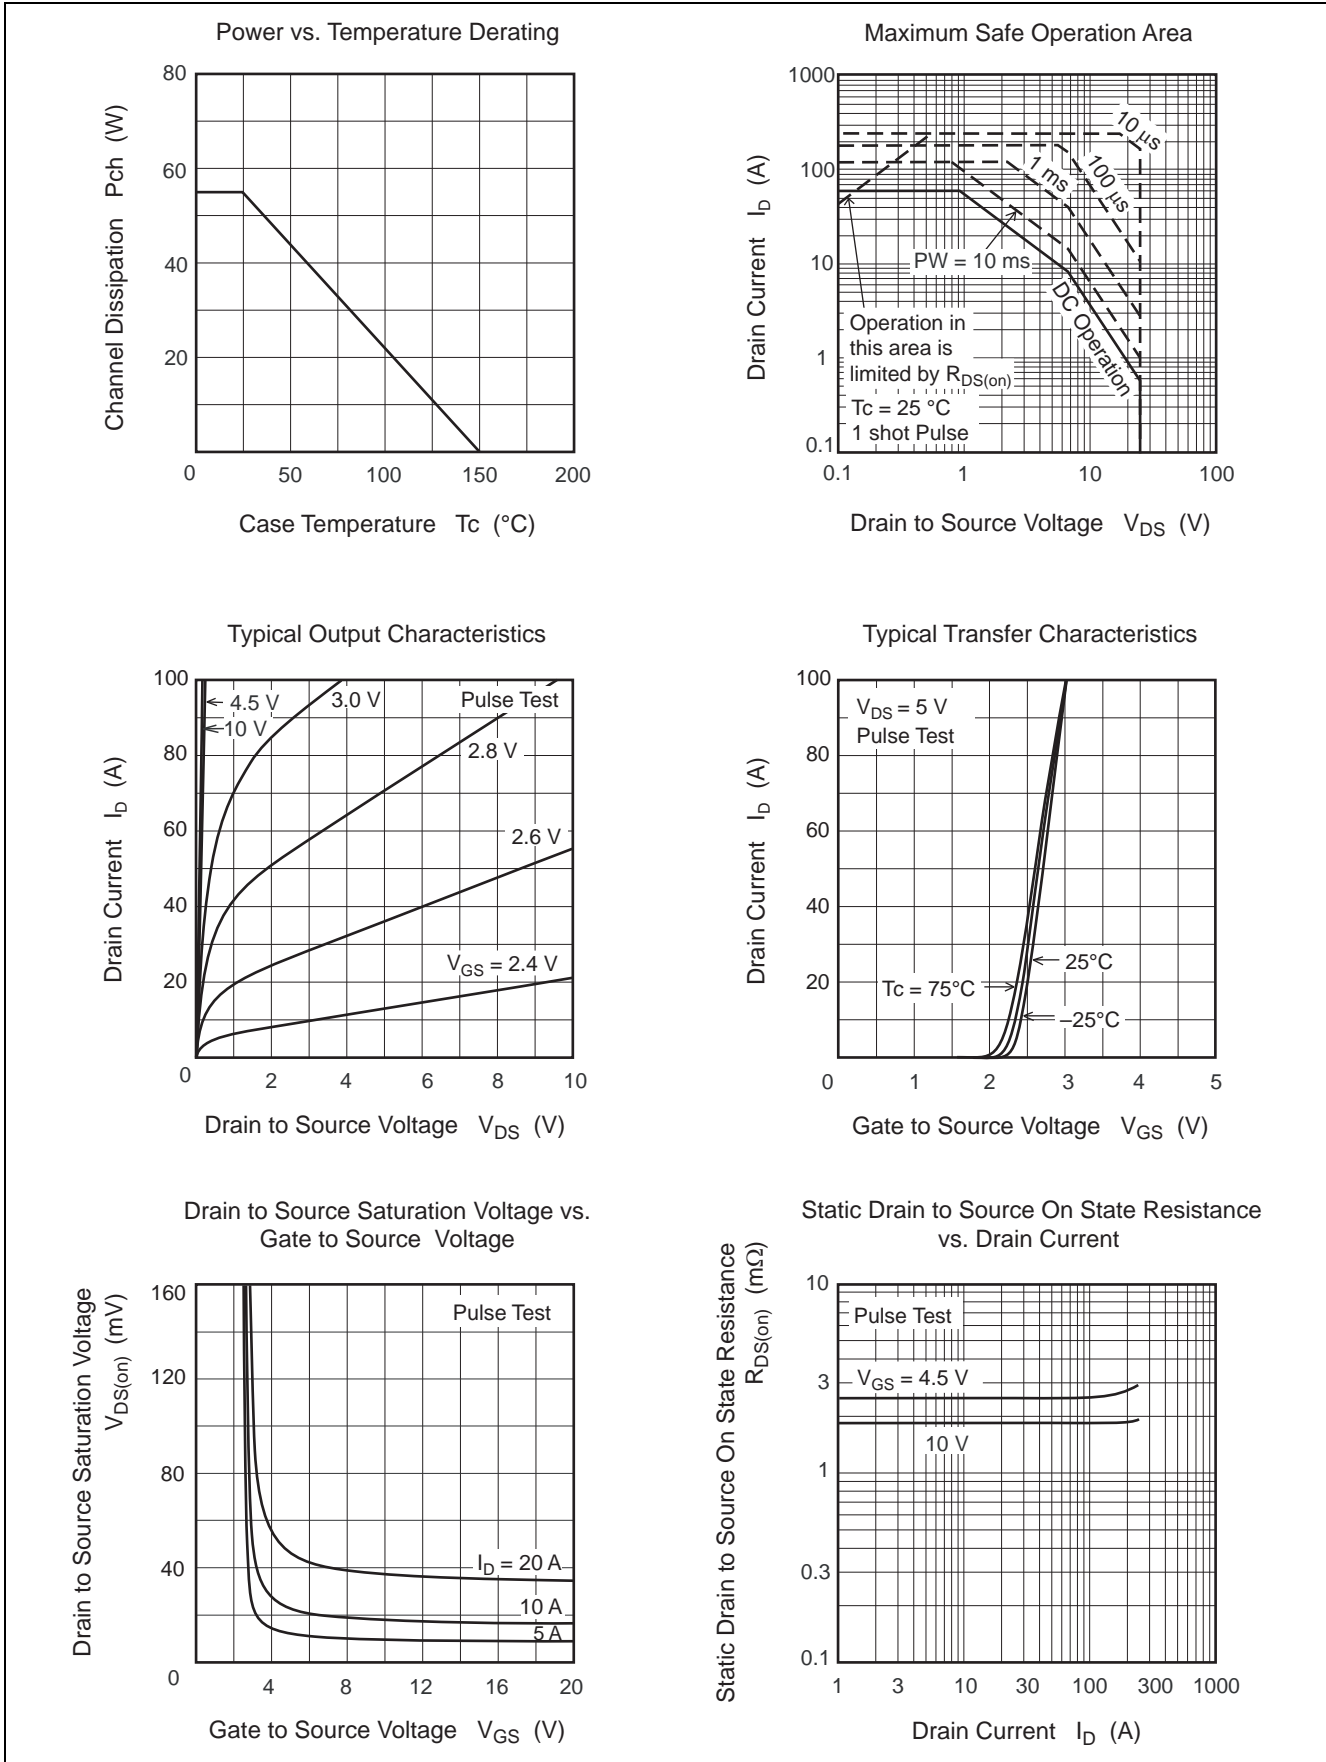 Power vs. Temperature Derating
80
60
40
20
0
50
100
150
200
Channel Dissipation Pch (W)
Case Temperature Tc (°C)
Maximum Safe Operation Area
1000
100
10
1
0.1
0.1
1
10
100
Drain Current I_D (A)
10 µs
100 µs
1 ms
PW = 10 ms
DC Operation
Operation in
this area is
limited by R_DS(on)
Tc = 25 °C
1 shot Pulse
Drain to Source Voltage V_DS (V)
Typical Output Characteristics
100
80
60
40
20
0
2
4
6
8
10
Drain Current I_D (A)
4.5 V
10 V
3.0 V
Pulse Test
2.8 V
2.6 V
V_GS = 2.4 V
Drain to Source Voltage V_DS (V)
Typical Transfer Characteristics
100
80
60
40
20
0
1
2
3
4
5
Drain Current I_D (A)
V_DS = 5 V
Pulse Test
25°C
Tc = 75°C
–25°C
Gate to Source Voltage V_GS (V)
Drain to Source Saturation Voltage vs.
Gate to Source Voltage
160
120
80
40
0
4
8
12
16
20
Drain to Source Saturation Voltage
V_DS(on) (mV)
Pulse Test
I_D = 20 A
10 A
5 A
Gate to Source Voltage V_GS (V)
Static Drain to Source On State Resistance
vs. Drain Current
10
3
1
0.3
0.1
1
3
10
30
100
300
1000
Static Drain to Source On State Resistance
R_DS(on) (mΩ)
Pulse Test
V_GS = 4.5 V
10 V
Drain Current I_D (A)